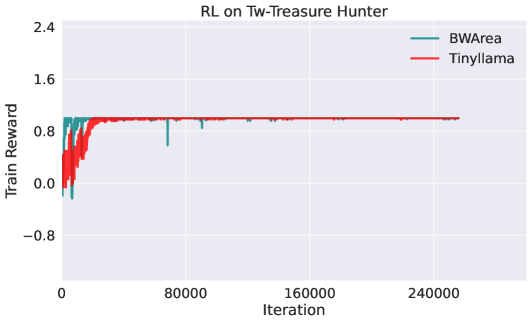 RL on Tw-Treasure Hunter
BWArea
Tinyllama
Train Reward
2.4
1.6
0.8
0.0
−0.8
0 80000 160000 240000
Iteration